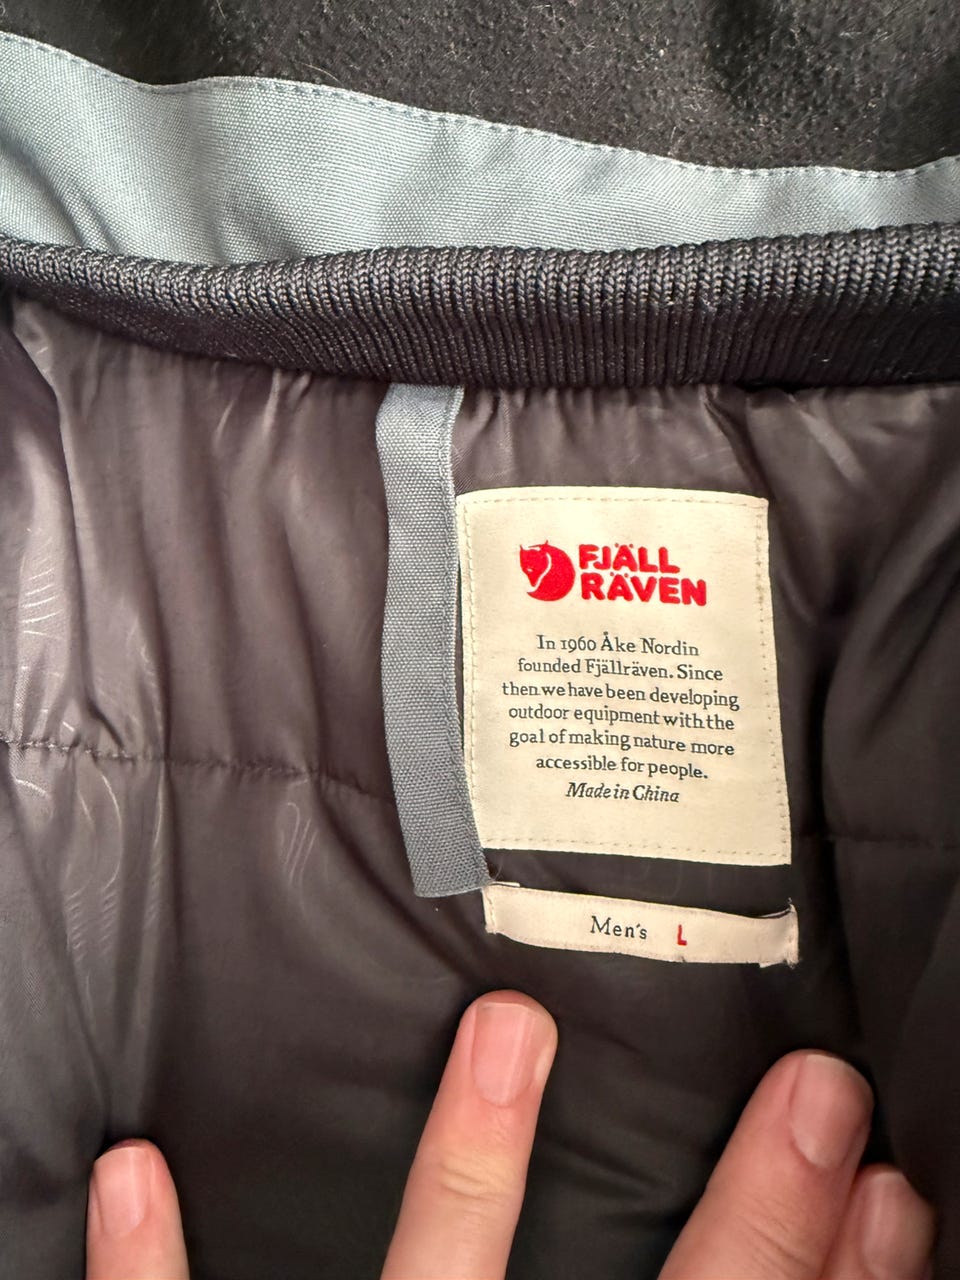 FJÄLL
RÄVEN
In 1960 Åke Nordin
founded Fjällräven. Since
then we have been developing
outdoor equipment with the
goal of making nature more
accessible for people.
Made in China
Men's L